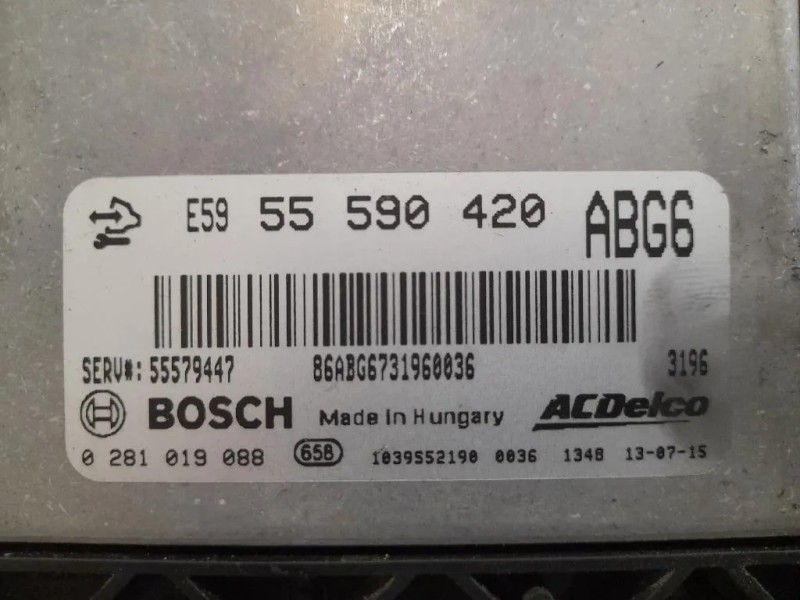 E59 55 590 420 ABG6
SERV#: 55579447 86ABG6731960036 3196
BOSCH Made in Hungary ACDelco
0 281 019 088 658 1039S52190 0036 1348 13-07-15